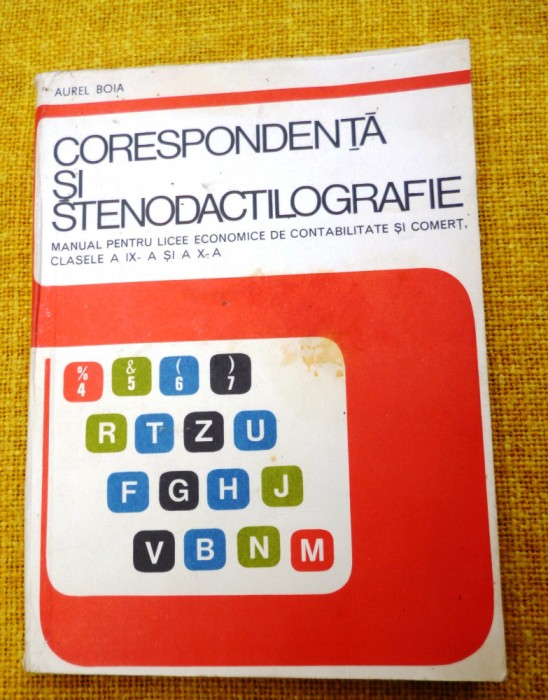 AUREL BOIA
CORESPONDENȚĂ
ȘI
STENODACTILOGRAFIE
MANUAL PENTRU LICEE ECONOMICE DE CONTABILITATE ȘI COMERȚ,
CLASELE A IX-A ȘI A X-A
% & ( )
4 5 6 7
R T Z U
F G H J
V B N M